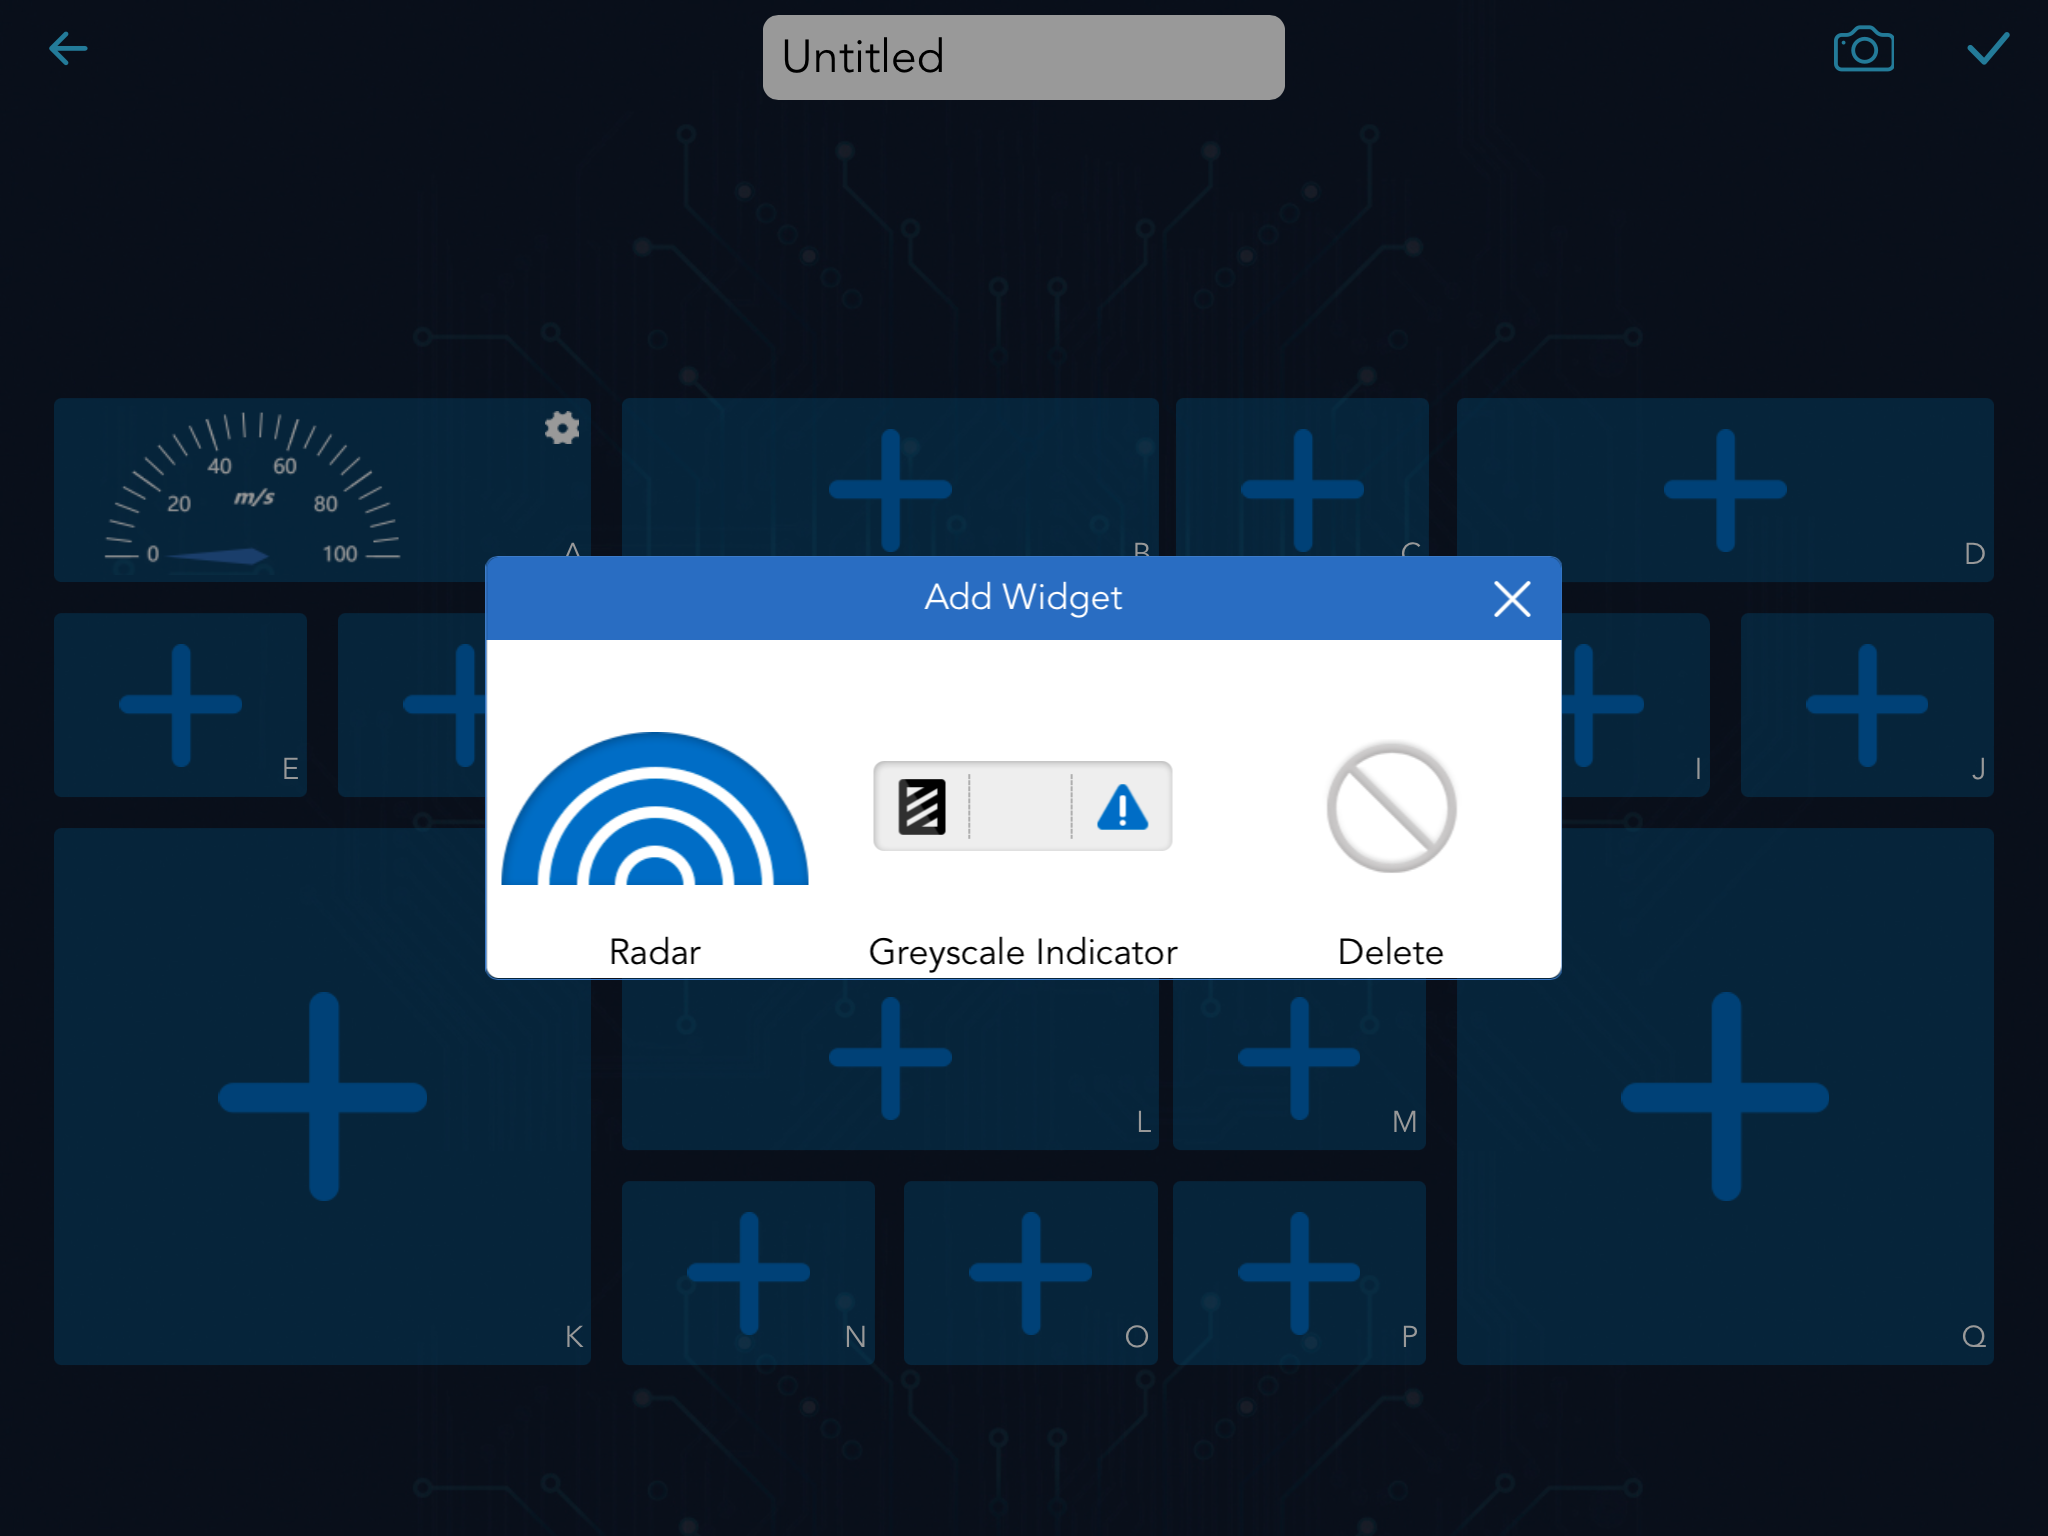 Untitled
40 60
20 m/s 80
0 100
A
B
C
D
Add Widget
E
I
J
Radar
Greyscale Indicator
Delete
L
M
K
N
O
P
Q